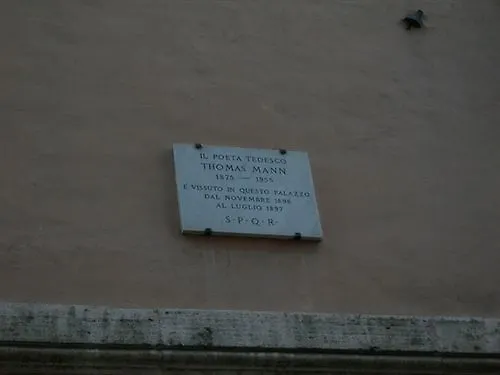 IL POETA TEDESCO
THOMAS MANN
1875 — 1955
E VISSUTO IN QUESTO PALAZZO
DAL NOVEMBRE 1896
AL LUGLIO 1897
S·P·Q·R·